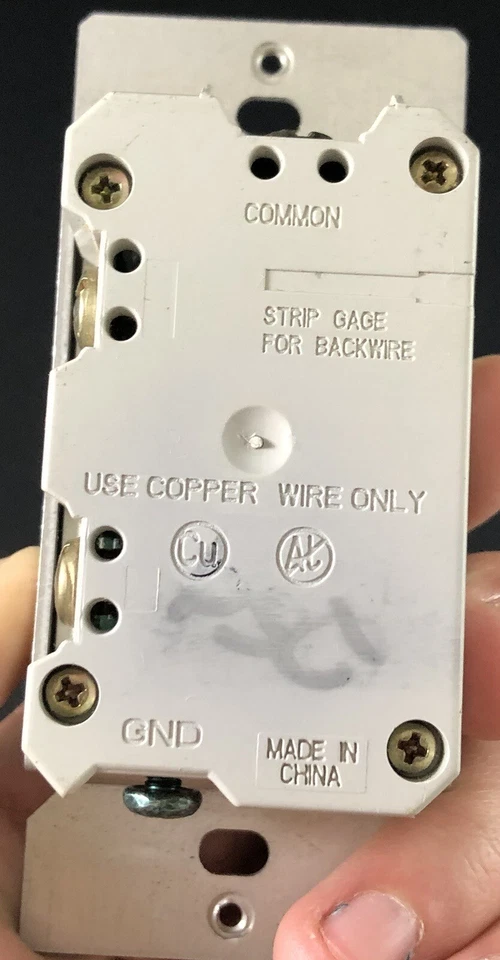 COMMON
STRIP GAGE
FOR BACKWIRE
USE COPPER WIRE ONLY
Cu Al
GND
MADE IN
CHINA